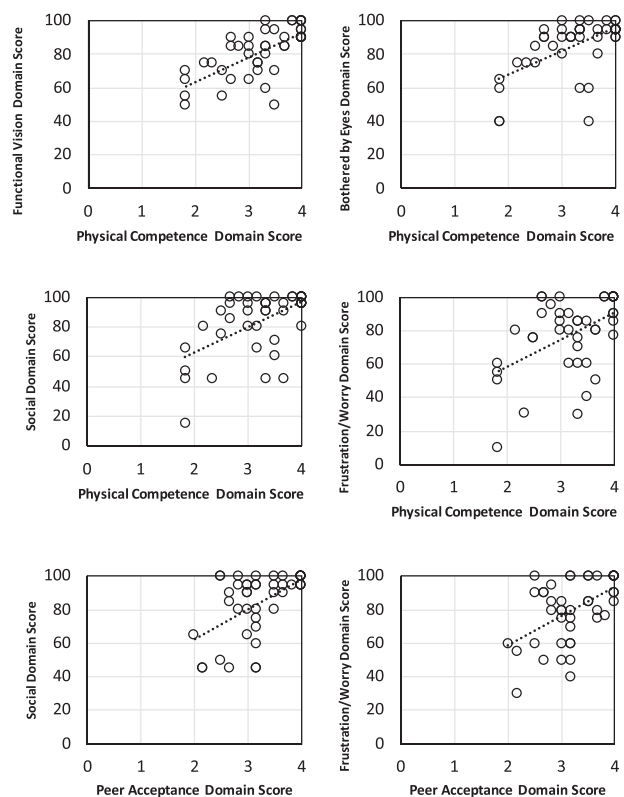 Functional Vision Domain Score
100
80
60
40
20
0
0 1 2 3 4
Physical Competence Domain Score
Bothered by Eyes Domain Score
100
80
60
40
20
0
0 1 2 3 4
Physical Competence Domain Score
Social Domain Score
100
80
60
40
20
0
0 1 2 3 4
Physical Competence Domain Score
Frustration/Worry Domain Score
100
80
60
40
20
0
0 1 2 3 4
Physical Competence Domain Score
Social Domain Score
100
80
60
40
20
0
0 1 2 3 4
Peer Acceptance Domain Score
Frustration/Worry Domain Score
100
80
60
40
20
0
0 1 2 3 4
Peer Acceptance Domain Score